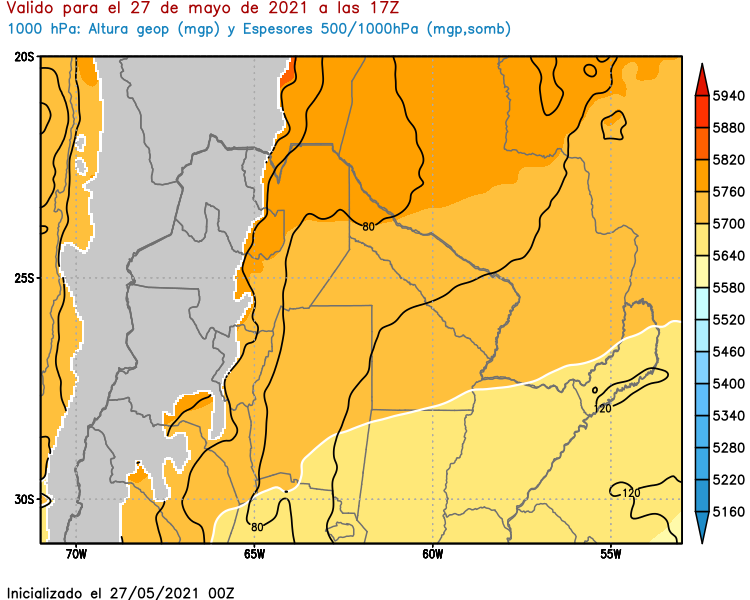 Valido para el 27 de mayo de 2021 a las 17Z
1000 hPa: Altura geop (mgp) y Espesores 500/1000hPa (mgp,somb)
20S
25S
30S
70W
65W
60W
55W
80
80
120
120
5940
5880
5820
5760
5700
5640
5580
5520
5460
5400
5340
5280
5220
5160
Inicializado el 27/05/2021 00Z